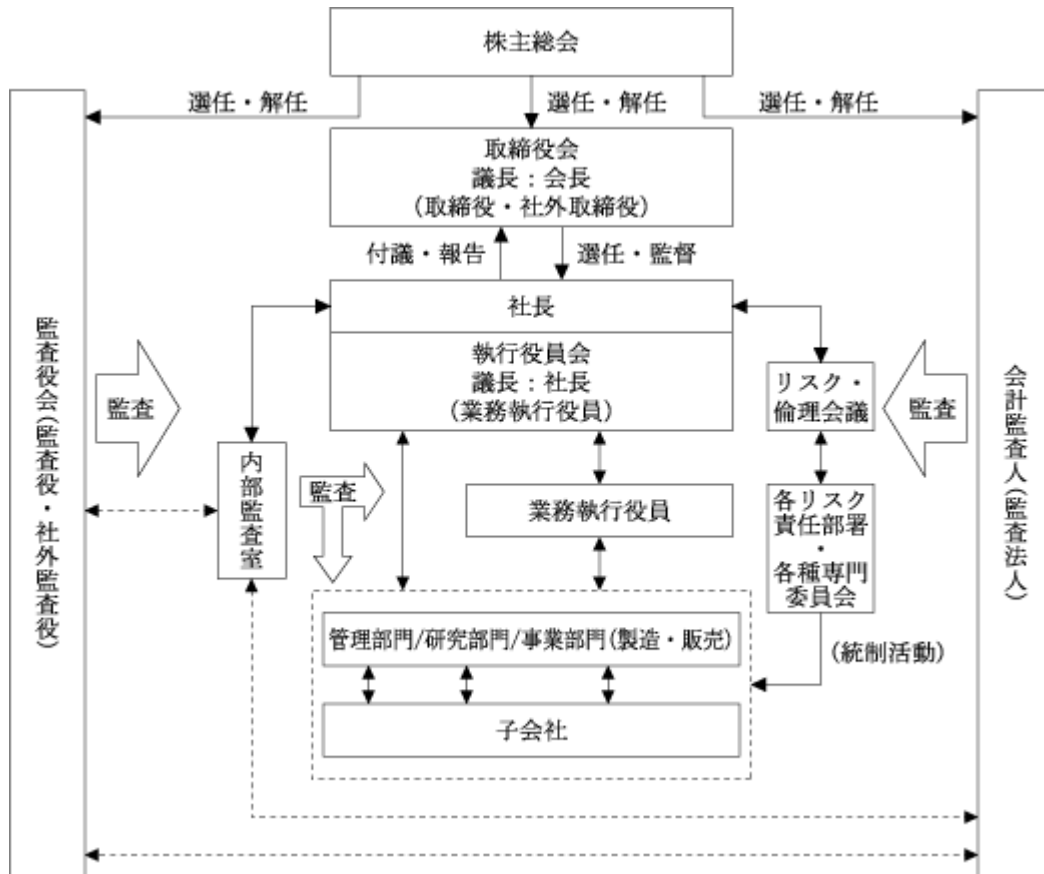 株主総会
選任・解任
選任・解任
選任・解任
取締役会
議長：会長
(取締役・社外取締役)
付議・報告
選任・監督
社長
執行役員会
議長：社長
(業務執行役員)
リスク・
倫理会議
監査役会(監査役・社外監査役)
監査
監査
会計監査人(監査法人)
内部監査室
監査
業務執行役員
各リスク
責任部署
・
各種専門
委員会
管理部門/研究部門/事業部門(製造・販売)
(統制活動)
子会社